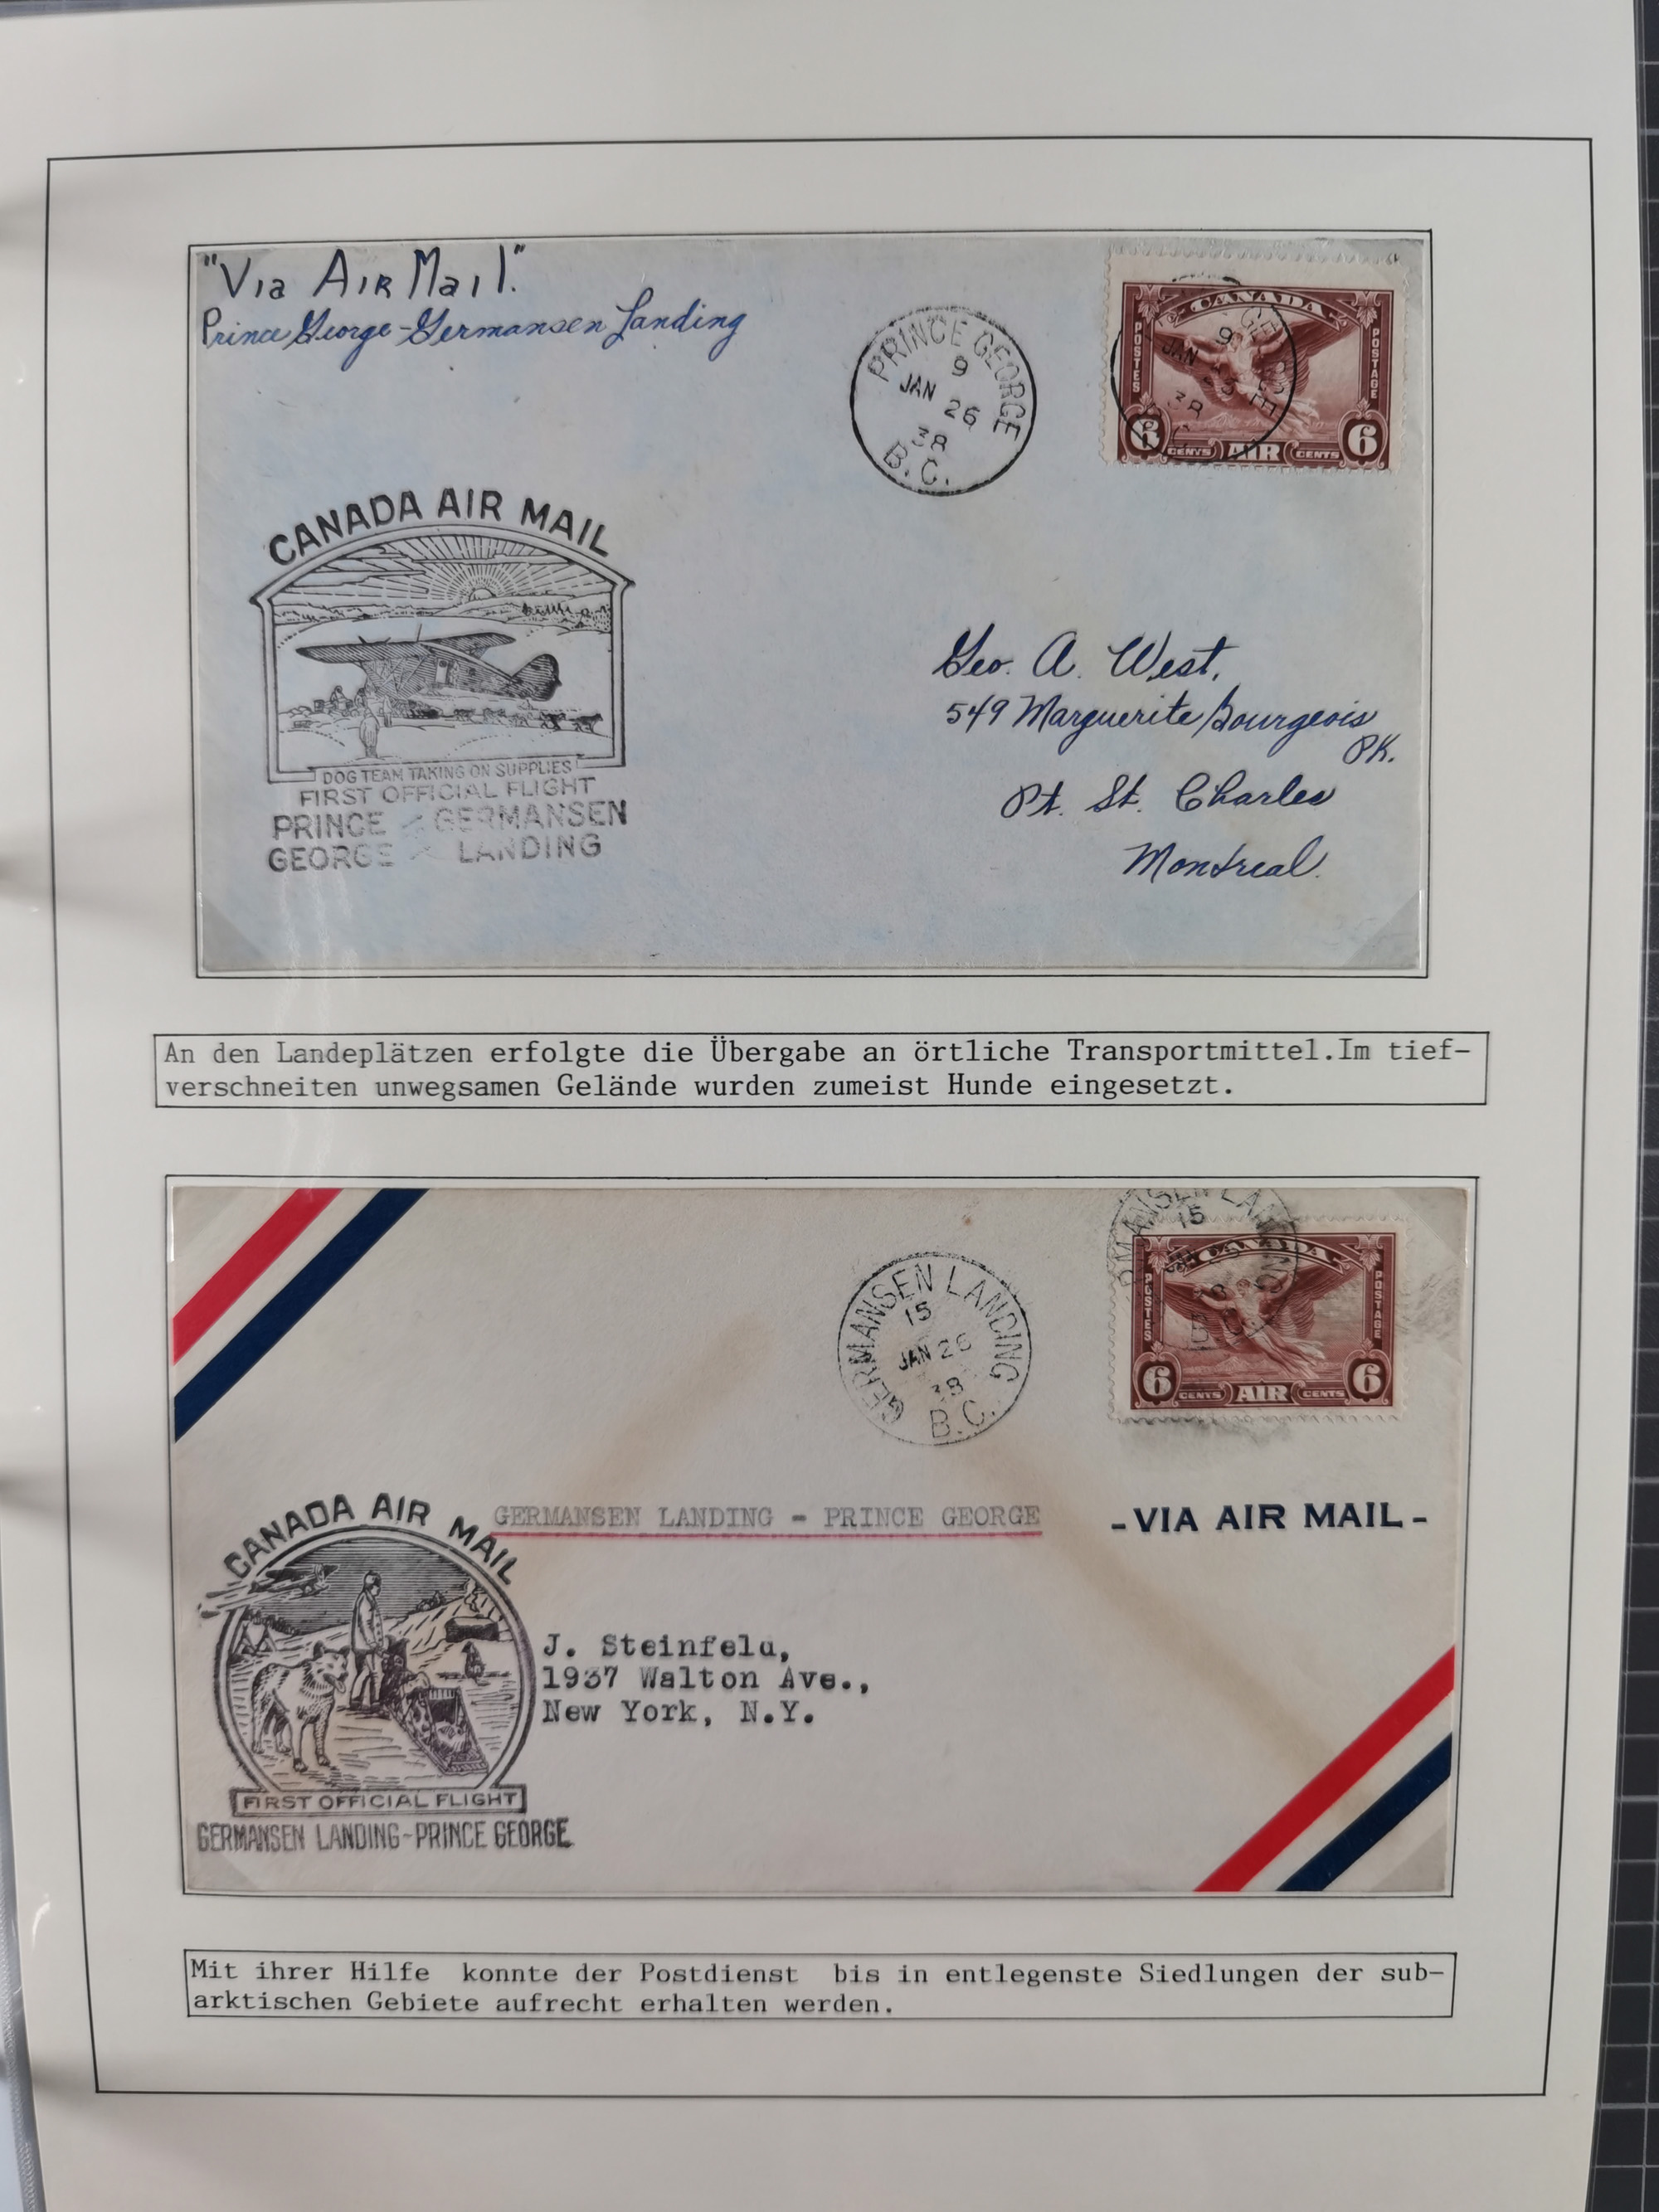 "Via Air Mail."
Prince George-Germansen Landing
PRINCE GEORGE
9
JAN 26
38
B.C.
CANADA
POSTES
POSTAGE
6 CENTS AIR CENTS 6
CANADA AIR MAIL
DOG TEAM TAKING ON SUPPLIES
FIRST OFFICIAL FLIGHT
PRINCE GERMANSEN
GEORGE LANDING
Geo. A. West,
549 Marguerite Bourgeois
PK.
Pt. St. Charles
Montreal.
An den Landeplätzen erfolgte die Übergabe an örtliche Transportmittel.Im tief-
verschneiten unwegsamen Gelände wurden zumeist Hunde eingesetzt.
GERMANSEN LANDING
15
JAN 26
38
B.C.
CANADA
POSTES
POSTAGE
6 CENTS AIR CENTS 6
GERMANSEN LANDING - PRINCE GEORGE
-VIA AIR MAIL-
CANADA AIR MAIL
J. Steinfeld,
1937 Walton Ave.,
New York, N.Y.
FIRST OFFICIAL FLIGHT
GERMANSEN LANDING-PRINCE GEORGE
Mit ihrer Hilfe konnte der Postdienst bis in entlegenste Siedlungen der sub-
arktischen Gebiete aufrecht erhalten werden.